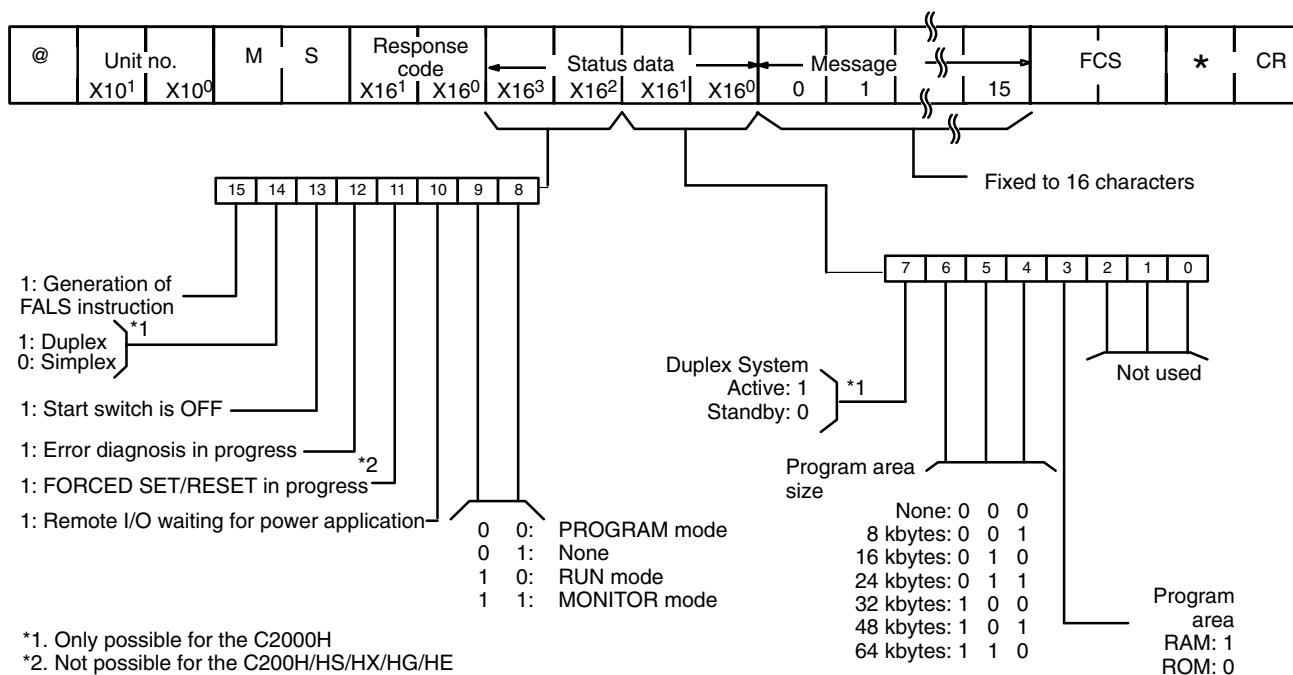 @ Unit no. M S Response code Status data Message FCS * CR
X10¹ X10⁰ X16¹ X16⁰ X16³ X16² X16¹ X16⁰ 0 1 15
Fixed to 16 characters
15 14 13 12 11 10 9 8
1: Generation of
FALS instruction
*1
1: Duplex
0: Simplex
1: Start switch is OFF
1: Error diagnosis in progress
*2
1: FORCED SET/RESET in progress
1: Remote I/O waiting for power application
0 0: PROGRAM mode
0 1: None
1 0: RUN mode
1 1: MONITOR mode
7 6 5 4 3 2 1 0
Not used
Duplex System
Active: 1
Standby: 0
*1
Program area
size
None: 0 0 0
8 kbytes: 0 0 1
16 kbytes: 0 1 0
24 kbytes: 0 1 1
32 kbytes: 1 0 0
48 kbytes: 1 0 1
64 kbytes: 1 1 0
Program
area
RAM: 1
ROM: 0
*1. Only possible for the C2000H
*2. Not possible for the C200H/HS/HX/HG/HE